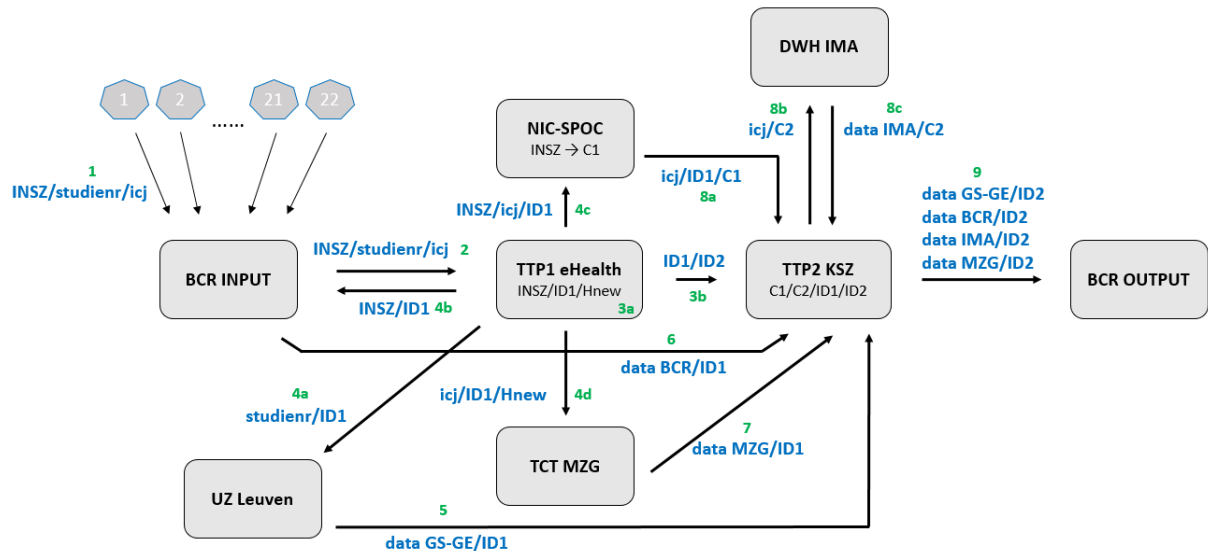 DWH IMA
1
2
21
22
......
8b
icj/C2
8c
data IMA/C2
NIC-SPOC
INSZ → C1
1
INSZ/studienr/icj
icj/ID1/C1
8a
9
data GS-GE/ID2
data BCR/ID2
data IMA/ID2
data MZG/ID2
INSZ/icj/ID1
4c
BCR INPUT
INSZ/studienr/icj
2
INSZ/ID1
4b
TTP1 eHealth
INSZ/ID1/Hnew
3a
ID1/ID2
3b
TTP2 KSZ
C1/C2/ID1/ID2
BCR OUTPUT
6
data BCR/ID1
4a
studienr/ID1
icj/ID1/Hnew
4d
7
data MZG/ID1
TCT MZG
UZ Leuven
5
data GS-GE/ID1